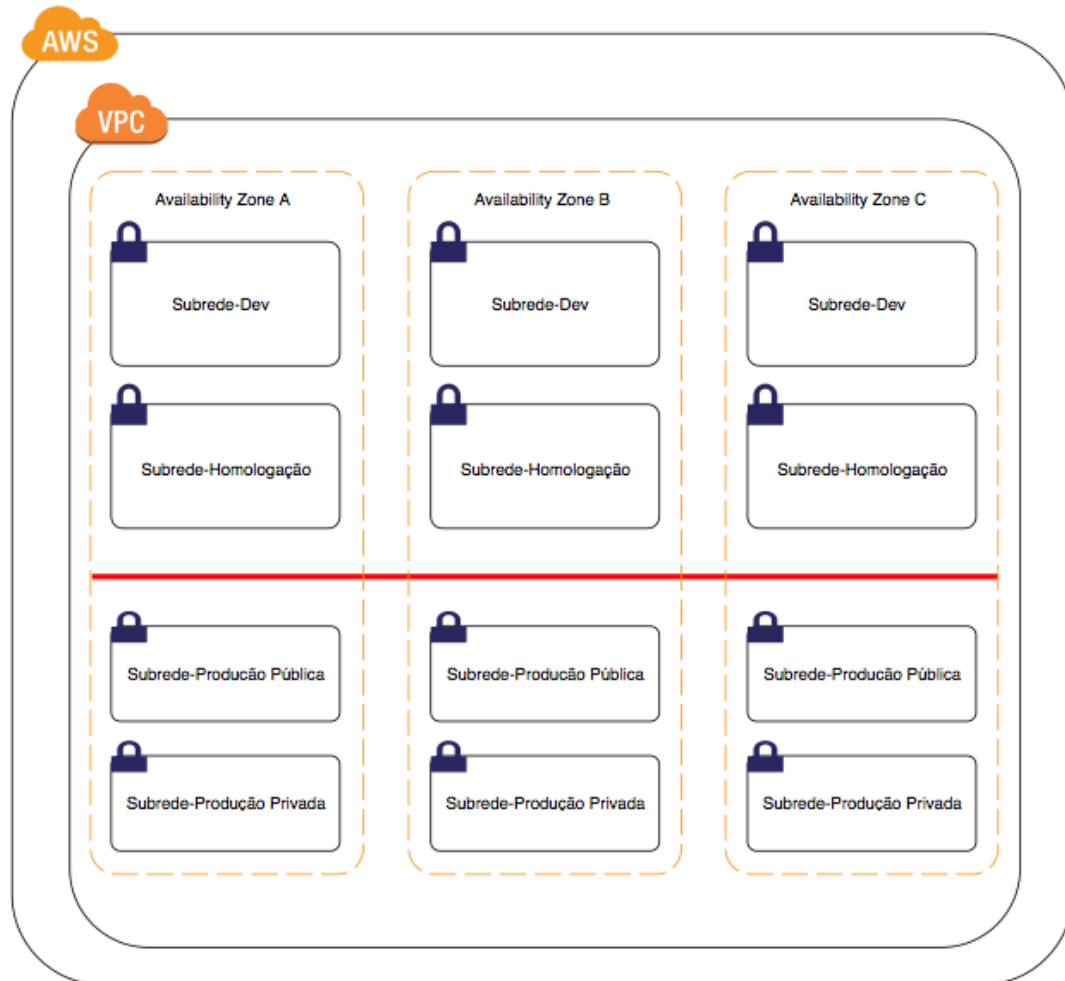 AWS
VPC
Availability Zone A
Availability Zone B
Availability Zone C
Subrede-Dev
Subrede-Dev
Subrede-Dev
Subrede-Homologação
Subrede-Homologação
Subrede-Homologação
Subrede-Producão Pública
Subrede-Producão Pública
Subrede-Producão Pública
Subrede-Produção Privada
Subrede-Produção Privada
Subrede-Produção Privada